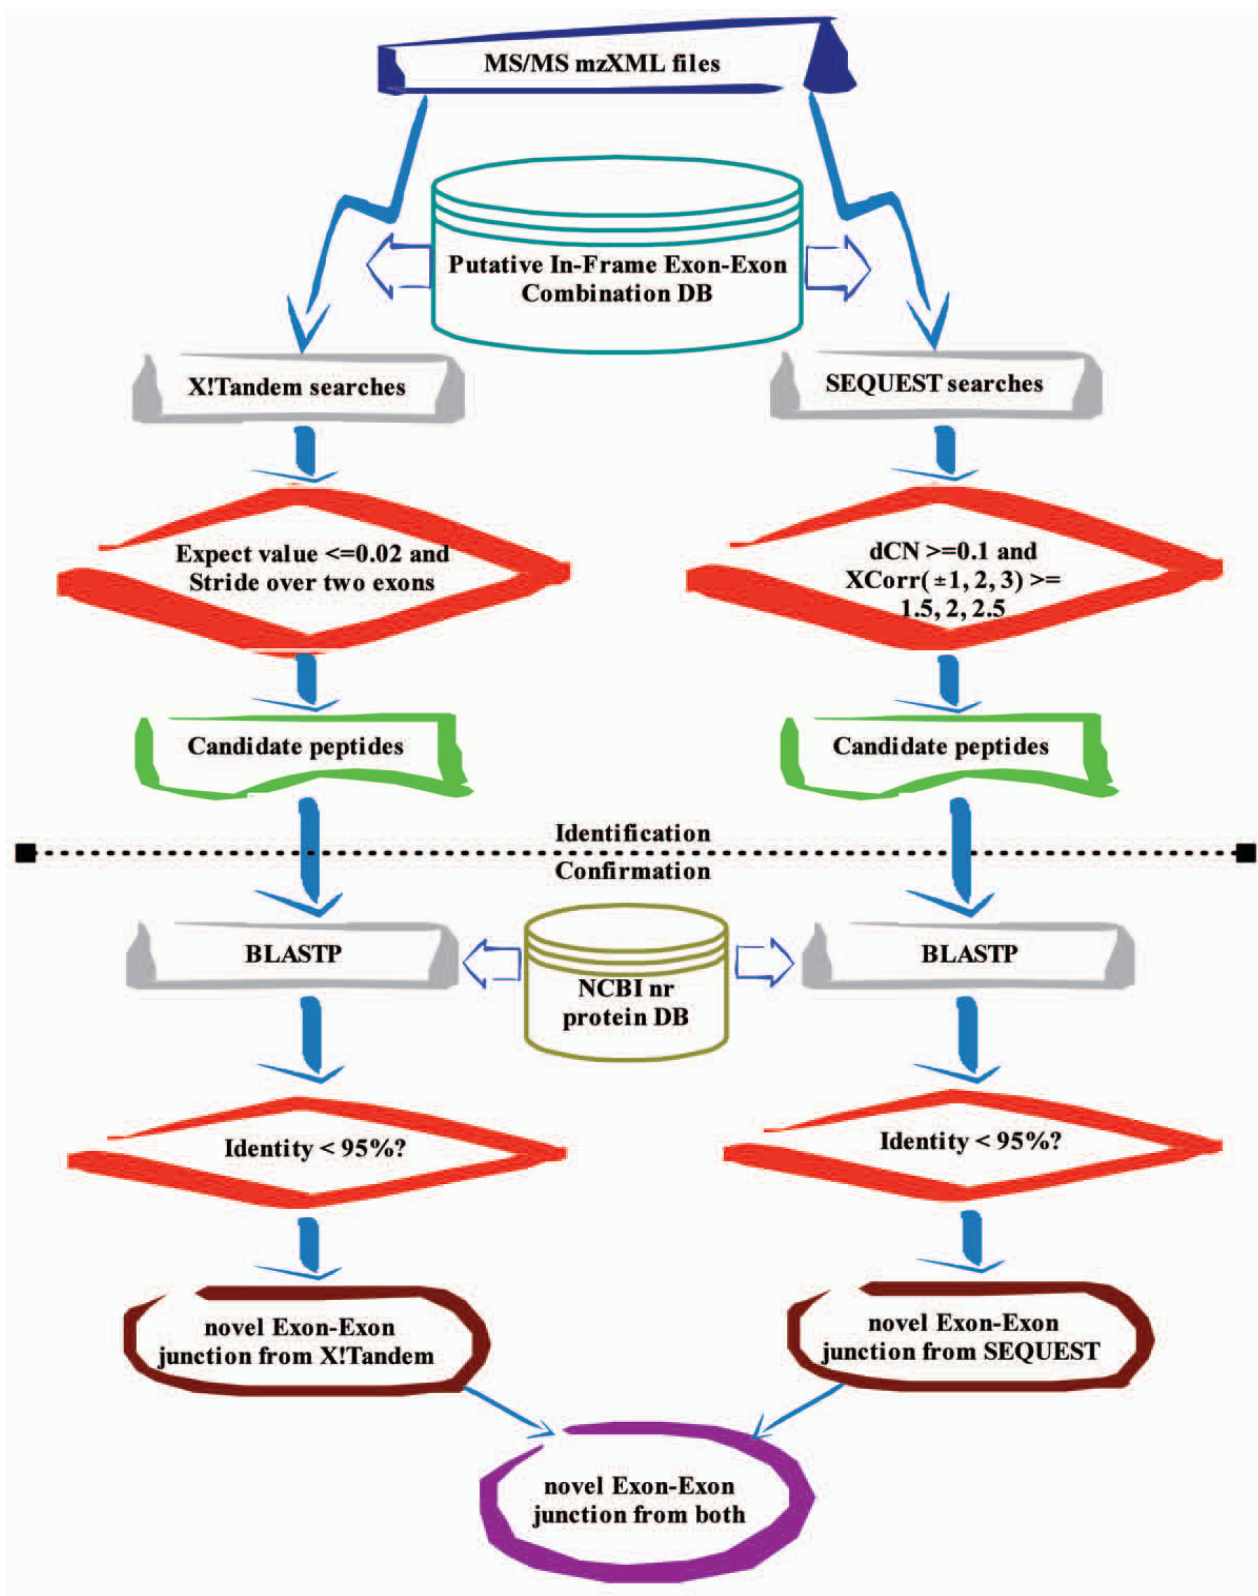 MS/MS mzXML files
Putative In-Frame Exon-Exon
Combination DB
X!Tandem searches
SEQUEST searches
Expect value <=0.02 and
Stride over two exons
dCN >=0.1 and
XCorr(±1, 2, 3) >=
1.5, 2, 2.5
Candidate peptides
Candidate peptides
Identification
Confirmation
BLASTP
BLASTP
NCBI nr
protein DB
Identity < 95%?
Identity < 95%?
novel Exon-Exon
junction from X!Tandem
novel Exon-Exon
junction from SEQUEST
novel Exon-Exon
junction from both